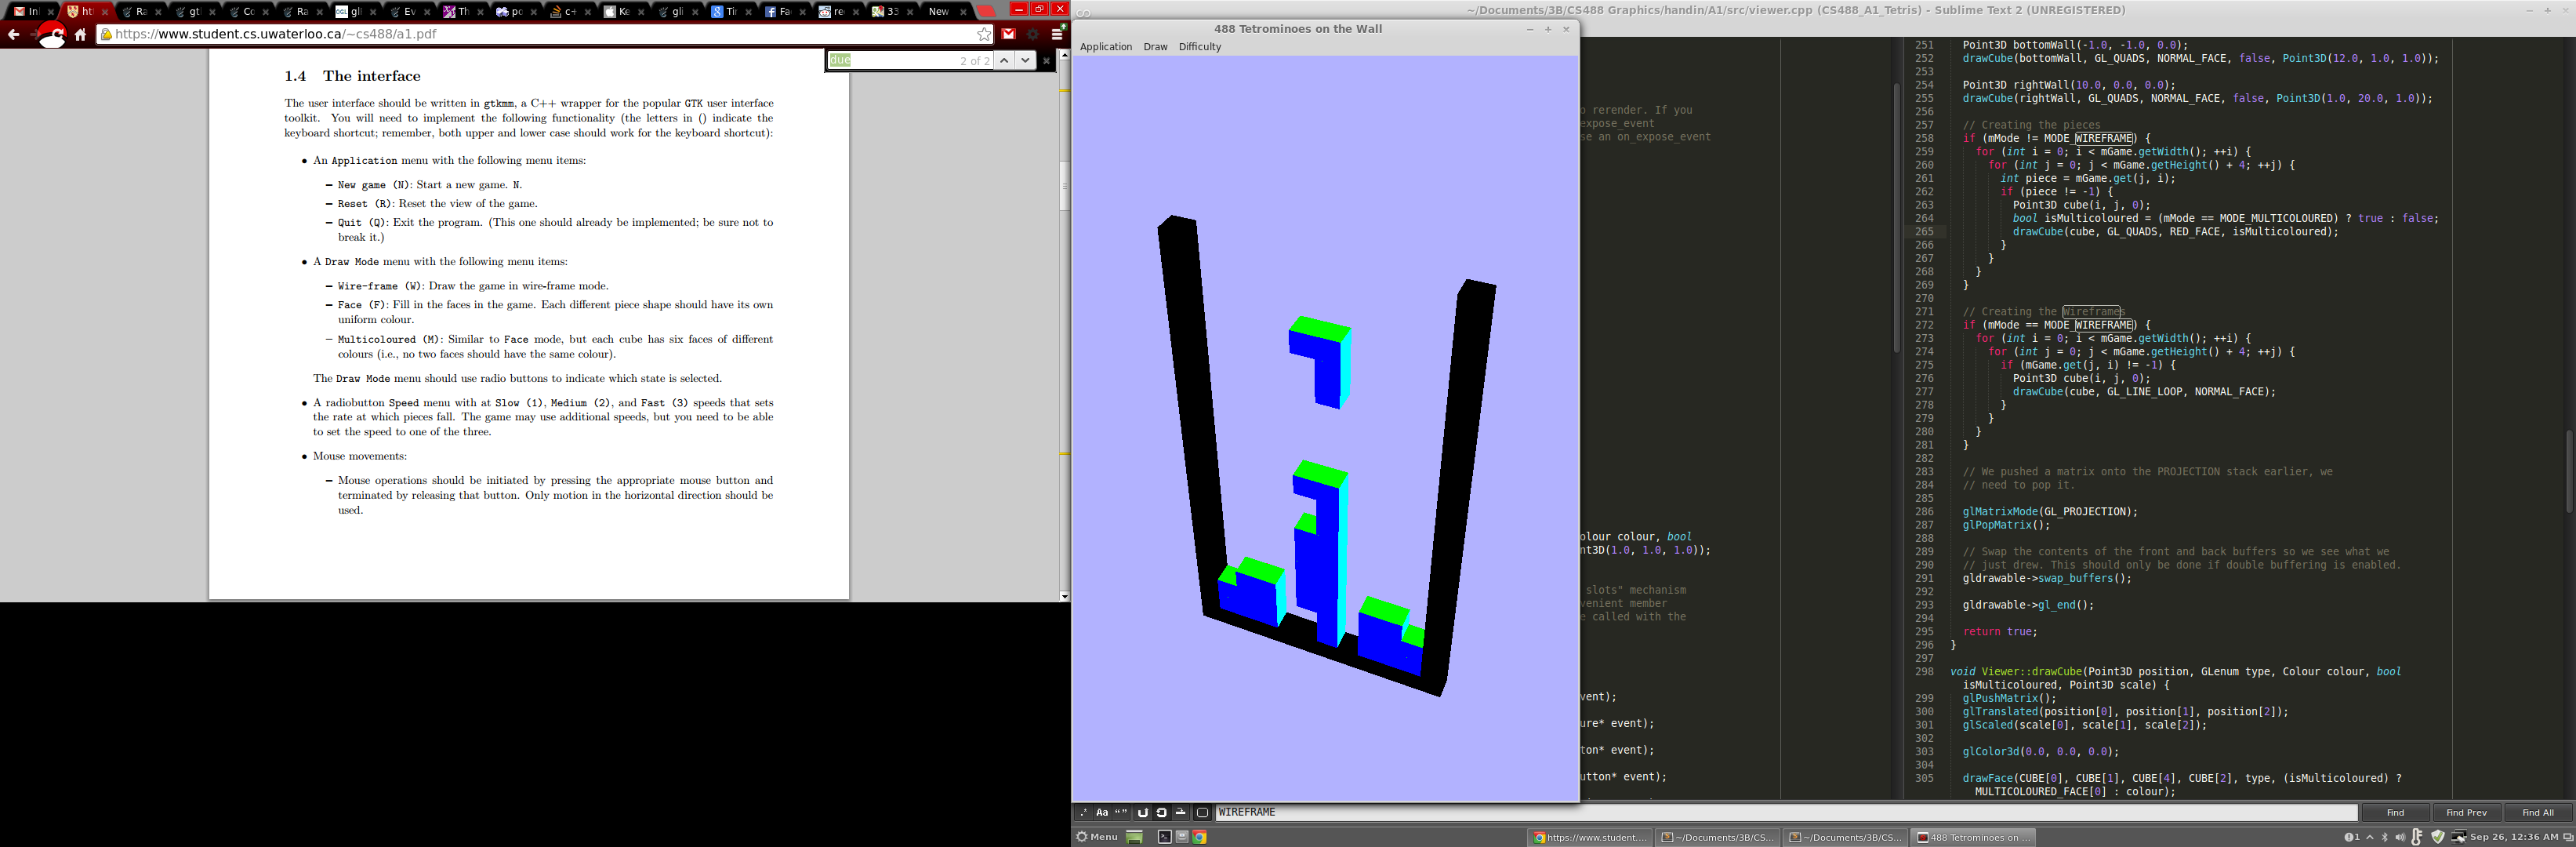 Inl
htt
Ra
gtl
Co
Ra
glt
Ev
Th
po
c+
Ke
gli
Tir
Fac
re
33
New
https://www.student.cs.uwaterloo.ca/~cs488/a1.pdf
due
2 of 2
1.4 The interface
The user interface should be written in gtkmm, a C++ wrapper for the popular GTK user interface
toolkit. You will need to implement the following functionality (the letters in () indicate the
keyboard shortcut; remember, both upper and lower case should work for the keyboard shortcut):
• An Application menu with the following menu items:
– New game (N): Start a new game. N.
– Reset (R): Reset the view of the game.
– Quit (Q): Exit the program. (This one should already be implemented; be sure not to
break it.)
• A Draw Mode menu with the following menu items:
– Wire-frame (W): Draw the game in wire-frame mode.
– Face (F): Fill in the faces in the game. Each different piece shape should have its own
uniform colour.
– Multicoloured (M): Similar to Face mode, but each cube has six faces of different
colours (i.e., no two faces should have the same colour).
The Draw Mode menu should use radio buttons to indicate which state is selected.
• A radiobutton Speed menu with at Slow (1), Medium (2), and Fast (3) speeds that sets
the rate at which pieces fall. The game may use additional speeds, but you need to be able
to set the speed to one of the three.
• Mouse movements:
– Mouse operations should be initiated by pressing the appropriate mouse button and
terminated by releasing that button. Only motion in the horizontal direction should be
used.
488 Tetrominoes on the Wall
Application Draw Difficulty
~/Documents/3B/CS488 Graphics/handin/A1/src/viewer.cpp (CS488_A1_Tetris) - Sublime Text 2 (UNREGISTERED)
o rerender. If you
expose_event
se an on_expose_event
olour colour, bool
nt3D(1.0, 1.0, 1.0));
slots" mechanism
venient member
e called with the
vent);
ure* event);
ton* event);
utton* event);
251 Point3D bottomWall(-1.0, -1.0, 0.0);
252 drawCube(bottomWall, GL_QUADS, NORMAL_FACE, false, Point3D(12.0, 1.0, 1.0));
253
254 Point3D rightWall(10.0, 0.0, 0.0);
255 drawCube(rightWall, GL_QUADS, NORMAL_FACE, false, Point3D(1.0, 20.0, 1.0));
256
257 // Creating the pieces
258 if (mMode != MODE_WIREFRAME) {
259 for (int i = 0; i < mGame.getWidth(); ++i) {
260 for (int j = 0; j < mGame.getHeight() + 4; ++j) {
261 int piece = mGame.get(j, i);
262 if (piece != -1) {
263 Point3D cube(i, j, 0);
264 bool isMulticoloured = (mMode == MODE_MULTICOLOURED) ? true : false;
265 drawCube(cube, GL_QUADS, RED_FACE, isMulticoloured);
266 }
267 }
268 }
269 }
270
271 // Creating the Wireframes
272 if (mMode == MODE_WIREFRAME) {
273 for (int i = 0; i < mGame.getWidth(); ++i) {
274 for (int j = 0; j < mGame.getHeight() + 4; ++j) {
275 if (mGame.get(j, i) != -1) {
276 Point3D cube(i, j, 0);
277 drawCube(cube, GL_LINE_LOOP, NORMAL_FACE);
278 }
279 }
280 }
281 }
282
283 // We pushed a matrix onto the PROJECTION stack earlier, we
284 // need to pop it.
285
286 glMatrixMode(GL_PROJECTION);
287 glPopMatrix();
288
289 // Swap the contents of the front and back buffers so we see what we
290 // just drew. This should only be done if double buffering is enabled.
291 gldrawable->swap_buffers();
292
293 gldrawable->gl_end();
294
295 return true;
296 }
297
298 void Viewer::drawCube(Point3D position, GLenum type, Colour colour, bool
isMulticoloured, Point3D scale) {
299 glPushMatrix();
300 glTranslated(position[0], position[1], position[2]);
301 glScaled(scale[0], scale[1], scale[2]);
302
303 glColor3d(0.0, 0.0, 0.0);
304
305 drawFace(CUBE[0], CUBE[1], CUBE[4], CUBE[2], type, (isMulticoloured) ?
MULTICOLOURED_FACE[0] : colour);
.* Aa “” WIREFRAME Find Find Prev Find All
Menu
https://www.student....
~/Documents/3B/CS...
~/Documents/3B/CS...
488 Tetrominoes on ...
1
Sep 26, 12:36 AM